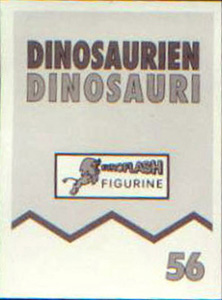 DINOSAURIEN
DINOSAURI
EUROFLASH
FIGURINE
56